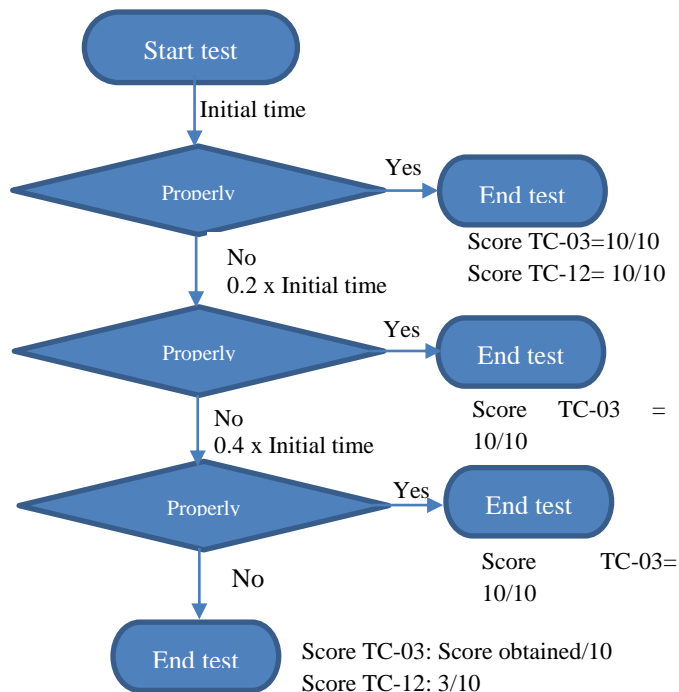 Start test
Initial time
Properly
Yes
End test
Score TC-03=10/10
Score TC-12= 10/10
No
0.2 x Initial time
Properly
Yes
End test
Score TC-03 =
10/10
No
0.4 x Initial time
Properly
Yes
End test
Score TC-03=
10/10
No
End test
Score TC-03: Score obtained/10
Score TC-12: 3/10